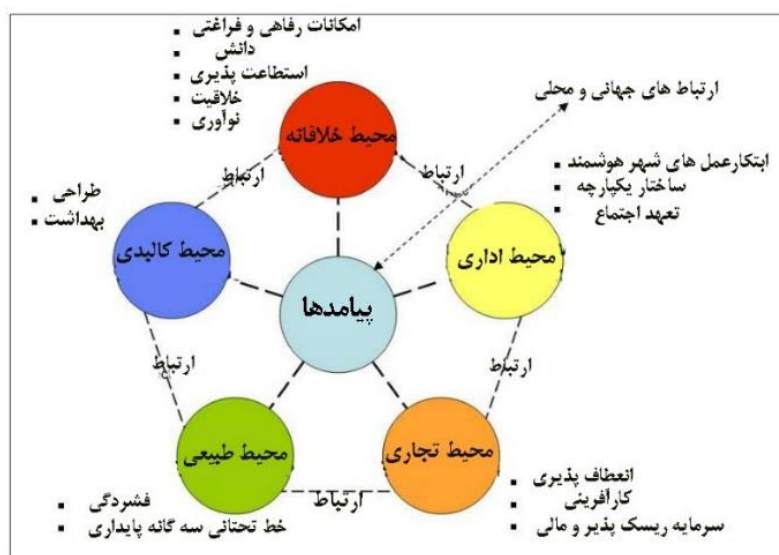 امکانات رفاهی و فراغتی
دانش
استطاعت پذیری
خلاقیت
نوآوری
محیط خلاقانه
ارتباط های جهانی و محلی
ارتباط
ارتباط
ابتکارعمل های شهر هوشمند
ساختار یکپارچه
تعهد اجتماع
طراحی
بهداشت
محیط اداری
محیط کالبدی
پیامدها
ارتباط
ارتباط
محیط تجاری
محیط طبیعی
انعطاف پذیری
کارآفرینی
سرمایه ریسک پذیر و مالی
ارتباط
فشردگی
خط تحتانی سه گانه پایداری